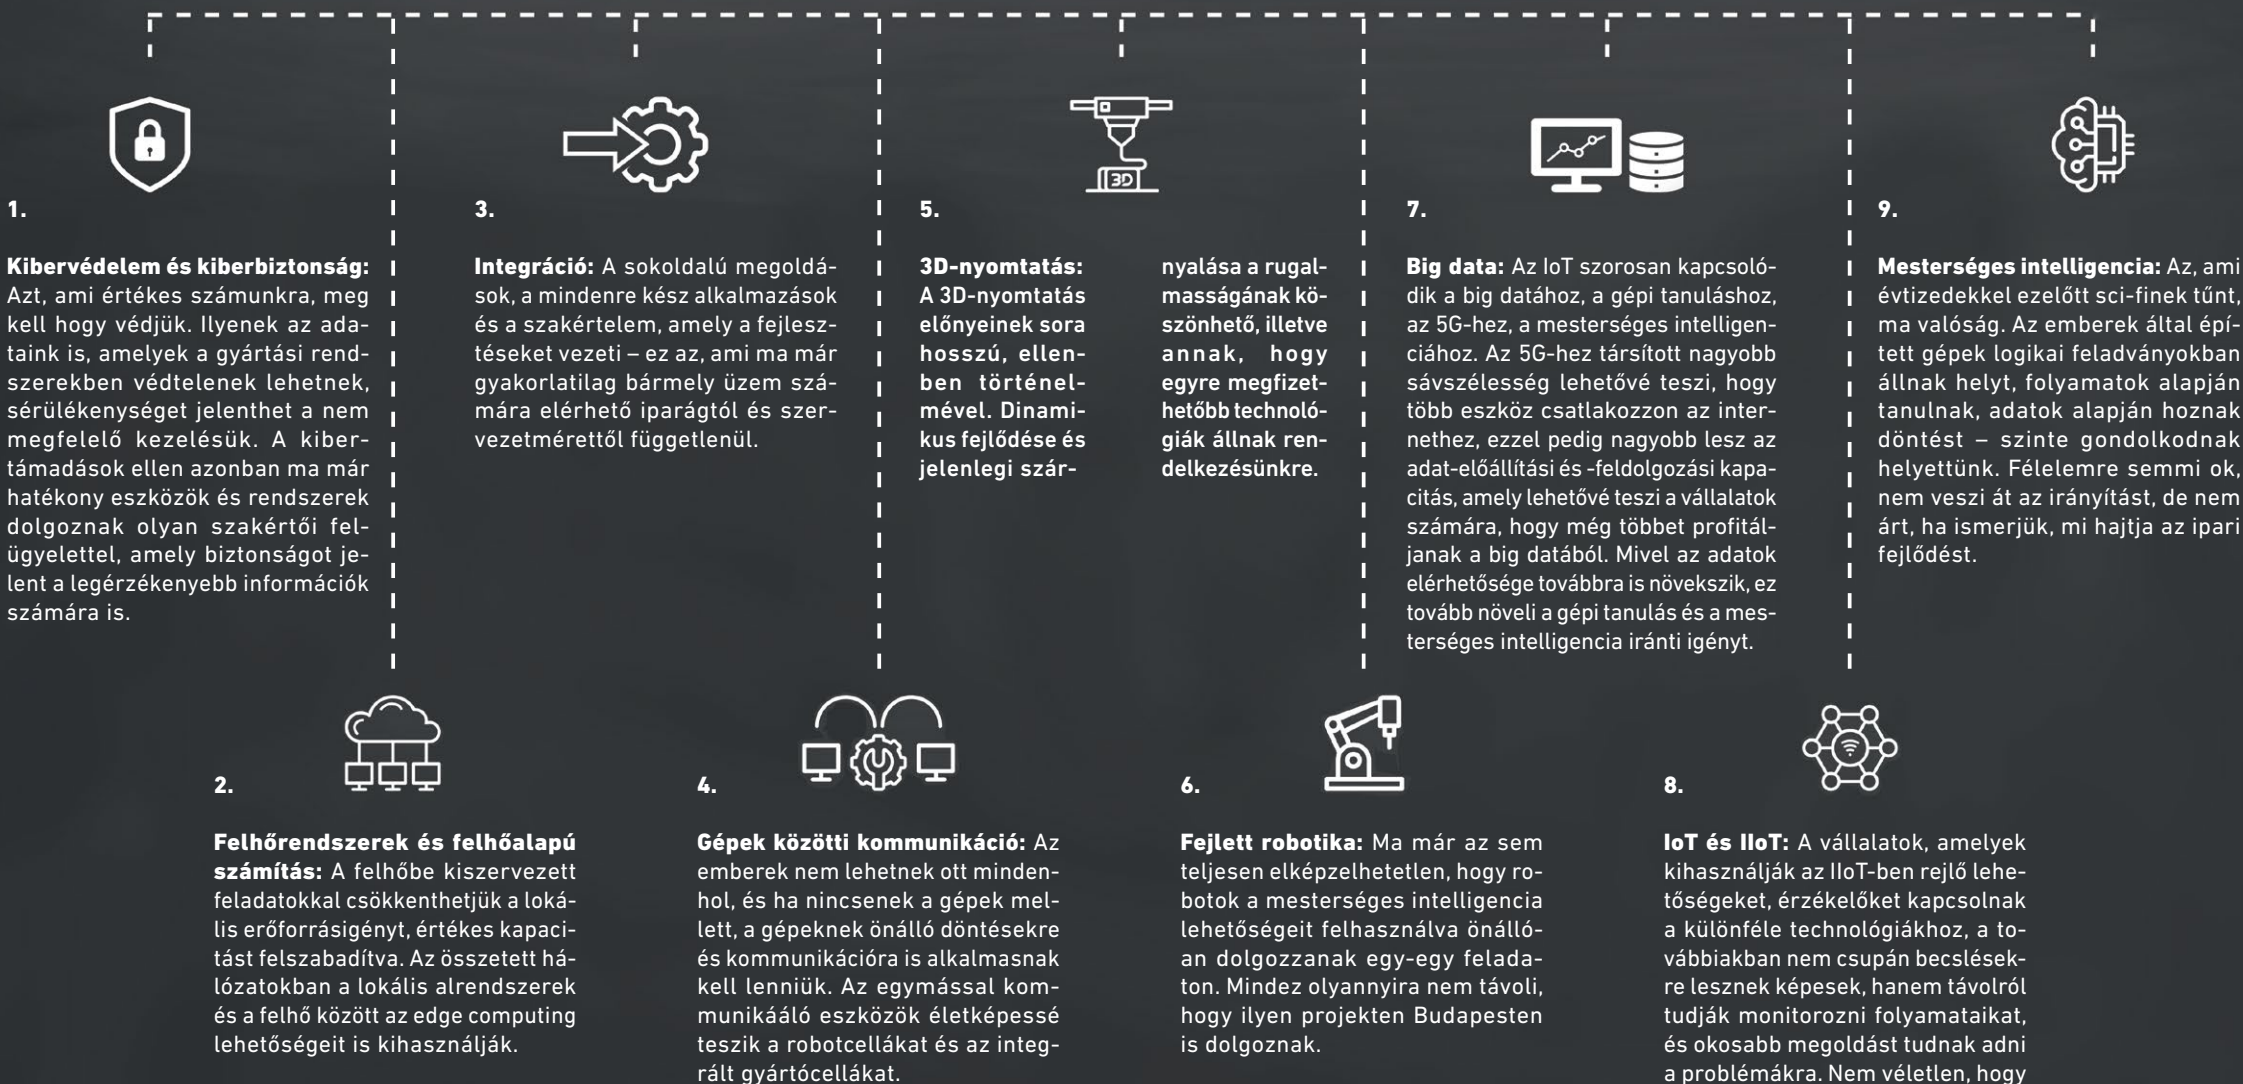 1.
Kibervédelem és kiberbiztonság:
Azt, ami értékes számunkra, meg
kell hogy védjük. Ilyenek az ada-
taink is, amelyek a gyártási rend-
szerekben védtelenek lehetnek,
sérülékenységet jelenthet a nem
megfelelő kezelésük. A kiber-
támadások ellen azonban ma már
hatékony eszközök és rendszerek
dolgoznak olyan szakértői fel-
ügyelettel, amely biztonságot je-
lent a legérzékenyebb információk
számára is.
2.
Felhőrendszerek és felhőalapú
számítás: A felhőbe kiszervezett
feladatokkal csökkenthetjük a loká-
lis erőforrásigényt, értékes kapaci-
tást felszabadítva. Az összetett há-
lózatokban a lokális alrendszerek
és a felhő között az edge computing
lehetőségeit is kihasználják.
3.
Integráció: A sokoldalú megoldá-
sok, a mindenre kész alkalmazások
és a szakértelem, amely a fejlesz-
téseket vezeti – ez az, ami ma már
gyakorlatilag bármely üzem szá-
mára elérhető iparágtól és szer-
vezetmérettől függetlenül.
4.
Gépek közötti kommunikáció: Az
emberek nem lehetnek ott minden-
hol, és ha nincsenek a gépek mel-
lett, a gépeknek önálló döntésekre
és kommunikációra is alkalmasnak
kell lenniük. Az egymással kom-
munikááló eszközök életképessé
teszik a robotcellákat és az integ-
rált gyártócellákat.
5.
3D-nyomtatás:
A 3D-nyomtatás
előnyeinek sora
hosszú, ellen-
ben történel-
mével. Dinami-
kus fejlődése és
jelenlegi szár-
nyalása a rugal-
masságának kö-
szönhető, illetve
annak, hogy
egyre megfizet-
hetőbb technoló-
giák állnak ren-
delkezésünkre.
3D
6.
Fejlett robotika: Ma már az sem
teljesen elképzelhetetlen, hogy ro-
botok a mesterséges intelligencia
lehetőségeit felhasználva önálló-
an dolgozzanak egy-egy felada-
ton. Mindez olyannyira nem távoli,
hogy ilyen projekten Budapesten
is dolgoznak.
7.
Big data: Az IoT szorosan kapcsoló-
dik a big datához, a gépi tanuláshoz,
az 5G-hez, a mesterséges intelligen-
ciához. Az 5G-hez társított nagyobb
sávszélesség lehetővé teszi, hogy
több eszköz csatlakozzon az inter-
nethez, ezzel pedig nagyobb lesz az
adat-előállítási és -feldolgozási kapa-
citás, amely lehetővé teszi a vállalatok
számára, hogy még többet profitál-
janak a big datából. Mivel az adatok
elérhetősége továbbra is növekszik, ez
tovább növeli a gépi tanulás és a mes-
terséges intelligencia iránti igényt.
8.
IoT és IIoT: A vállalatok, amelyek
kihasználják az IIoT-ben rejlő lehe-
tőségeket, érzékelőket kapcsolnak
a különféle technológiákhoz, a to-
vábbiakban nem csupán becslések-
re lesznek képesek, hanem távolról
tudják monitorozni folyamataikat,
és okosabb megoldást tudnak adni
a problémákra. Nem véletlen, hogy
9.
Mesterséges intelligencia: Az, ami
évtizedekkel ezelőtt sci-finek tűnt,
ma valóság. Az emberek által épí-
tett gépek logikai feladványokban
állnak helyt, folyamatok alapján
tanulnak, adatok alapján hoznak
döntést – szinte gondolkodnak
helyettünk. Félelemre semmi ok,
nem veszi át az irányítást, de nem
árt, ha ismerjük, mi hajtja az ipari
fejlődést.